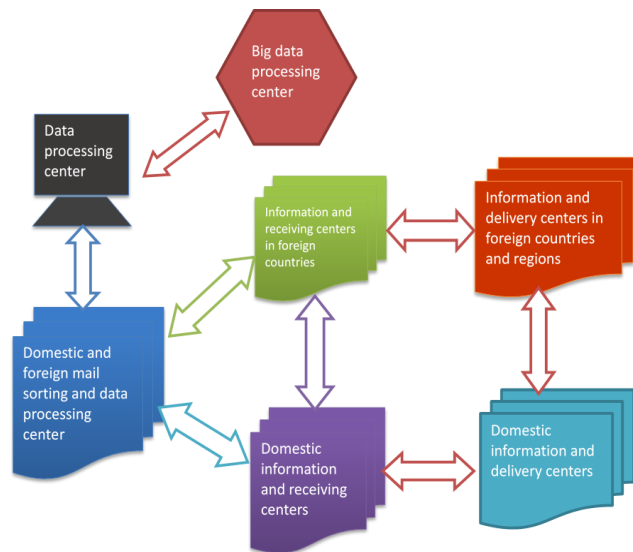 Big data
processing
center
Data
processing
center
Information and
receiving centers
in foreign
countries
Information and
delivery centers in
foreign countries
and regions
Domestic and
foreign mail
sorting and data
processing
center
Domestic
information
and receiving
centers
Domestic
information and
delivery centers